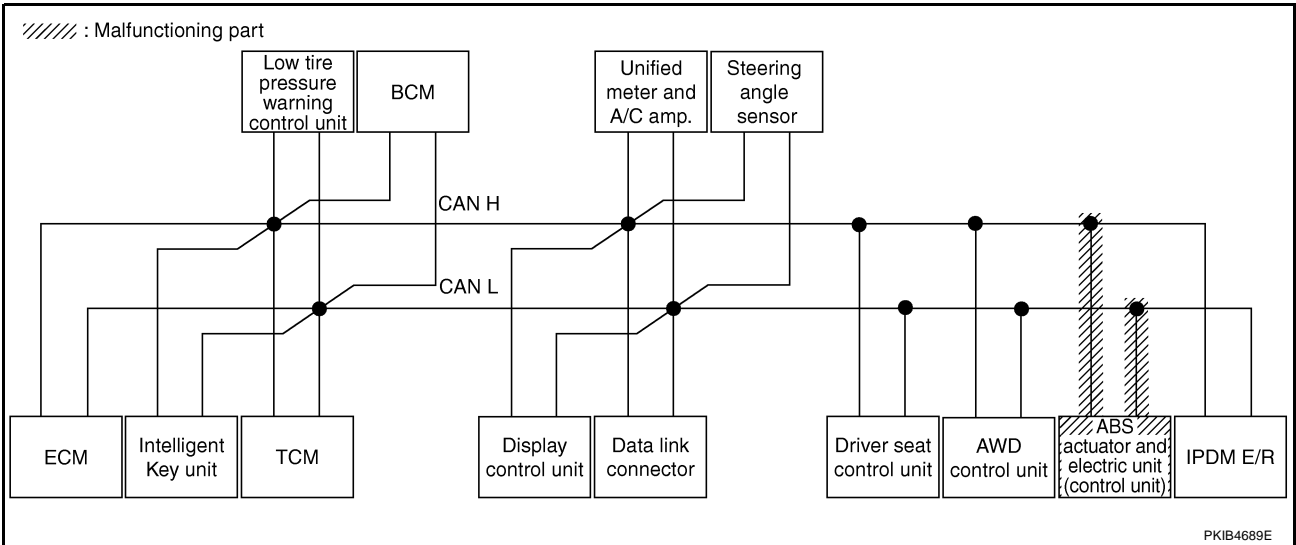 : Malfunctioning part
Low tire
pressure
warning
control unit
BCM
Unified
meter and
A/C amp.
Steering
angle
sensor
CAN H
CAN L
ECM
Intelligent
Key unit
TCM
Display
control unit
Data link
connector
Driver seat
control unit
AWD
control unit
ABS
actuator and
electric unit
(control unit)
IPDM E/R
PKIB4689E